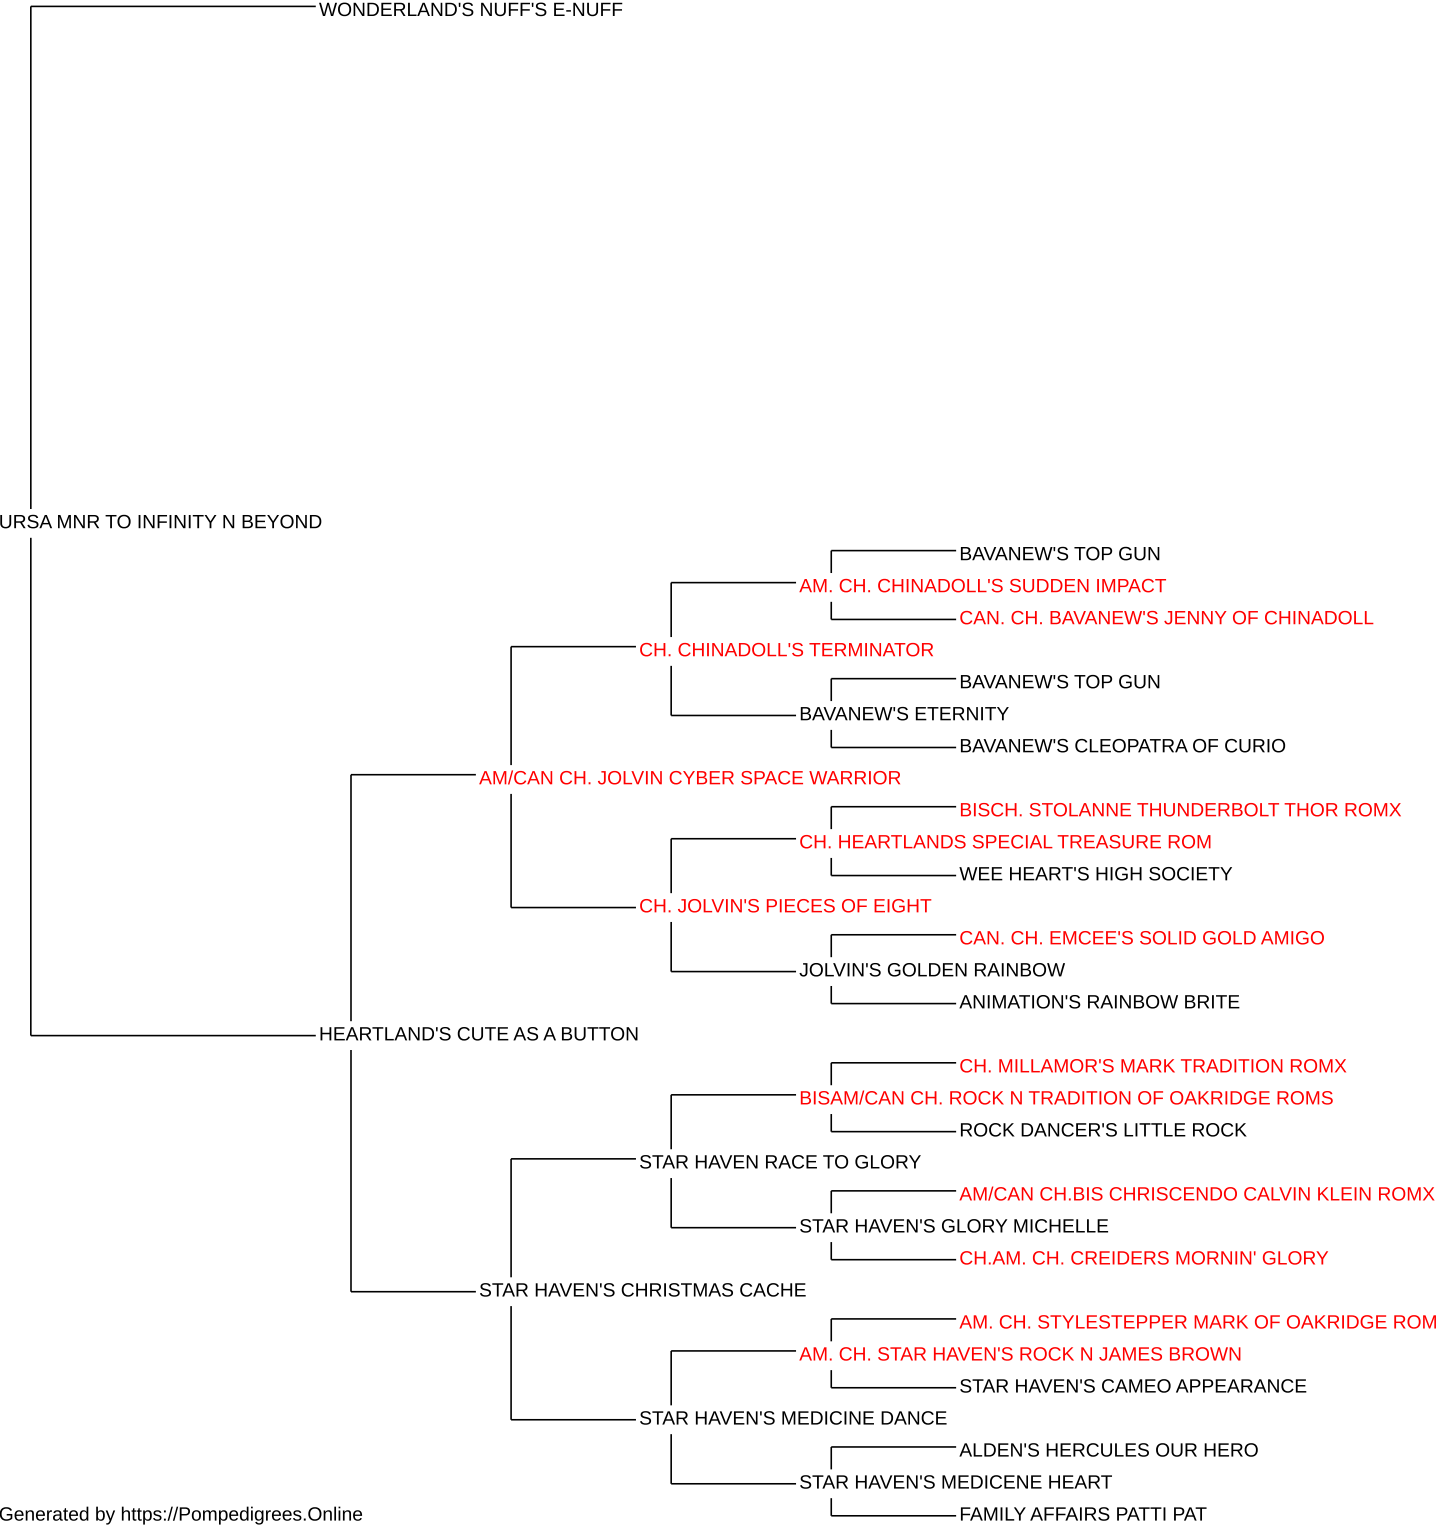 WONDERLAND'S NUFF'S E-NUFF
URSA MNR TO INFINITY N BEYOND
BAVANEW'S TOP GUN
AM. CH. CHINADOLL'S SUDDEN IMPACT
CAN. CH. BAVANEW'S JENNY OF CHINADOLL
CH. CHINADOLL'S TERMINATOR
BAVANEW'S TOP GUN
BAVANEW'S ETERNITY
BAVANEW'S CLEOPATRA OF CURIO
AM/CAN CH. JOLVIN CYBER SPACE WARRIOR
BISCH. STOLANNE THUNDERBOLT THOR ROMX
CH. HEARTLANDS SPECIAL TREASURE ROM
WEE HEART'S HIGH SOCIETY
CH. JOLVIN'S PIECES OF EIGHT
CAN. CH. EMCEE'S SOLID GOLD AMIGO
JOLVIN'S GOLDEN RAINBOW
ANIMATION'S RAINBOW BRITE
HEARTLAND'S CUTE AS A BUTTON
CH. MILLAMOR'S MARK TRADITION ROMX
BISAM/CAN CH. ROCK N TRADITION OF OAKRIDGE ROMS
ROCK DANCER'S LITTLE ROCK
STAR HAVEN RACE TO GLORY
AM/CAN CH.BIS CHRISCENDO CALVIN KLEIN ROMX
STAR HAVEN'S GLORY MICHELLE
CH.AM. CH. CREIDERS MORNIN' GLORY
STAR HAVEN'S CHRISTMAS CACHE
AM. CH. STYLESTEPPER MARK OF OAKRIDGE ROM
AM. CH. STAR HAVEN'S ROCK N JAMES BROWN
STAR HAVEN'S CAMEO APPEARANCE
STAR HAVEN'S MEDICINE DANCE
ALDEN'S HERCULES OUR HERO
STAR HAVEN'S MEDICENE HEART
FAMILY AFFAIRS PATTI PAT
Generated by https://Pompedigrees.Online